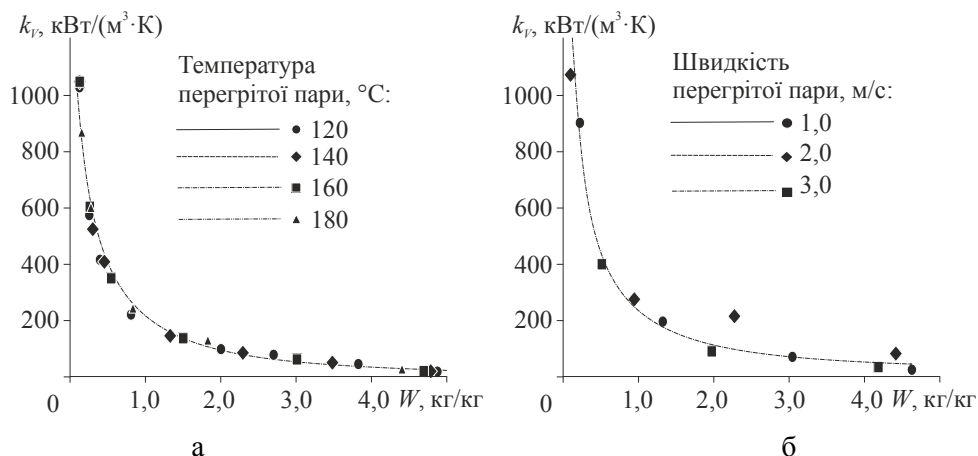 k_V, кВт/(м³·К)
Температура
перегрітої пари, °C:
120
140
160
180
1000
800
600
400
200
0
1,0
2,0
3,0
4,0
W, кг/кг
а
k_V, кВт/(м³·К)
Швидкість
перегрітої пари, м/с:
1,0
2,0
3,0
1000
800
600
400
200
0
1,0
2,0
3,0
4,0
W, кг/кг
б